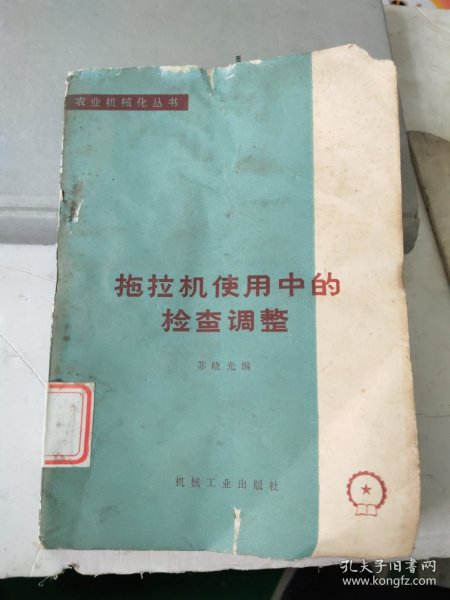 农业机械化丛书
拖拉机使用中的
检查调整
苏晓光编
机械工业出版社
孔夫子旧书网
www.kongfz.com